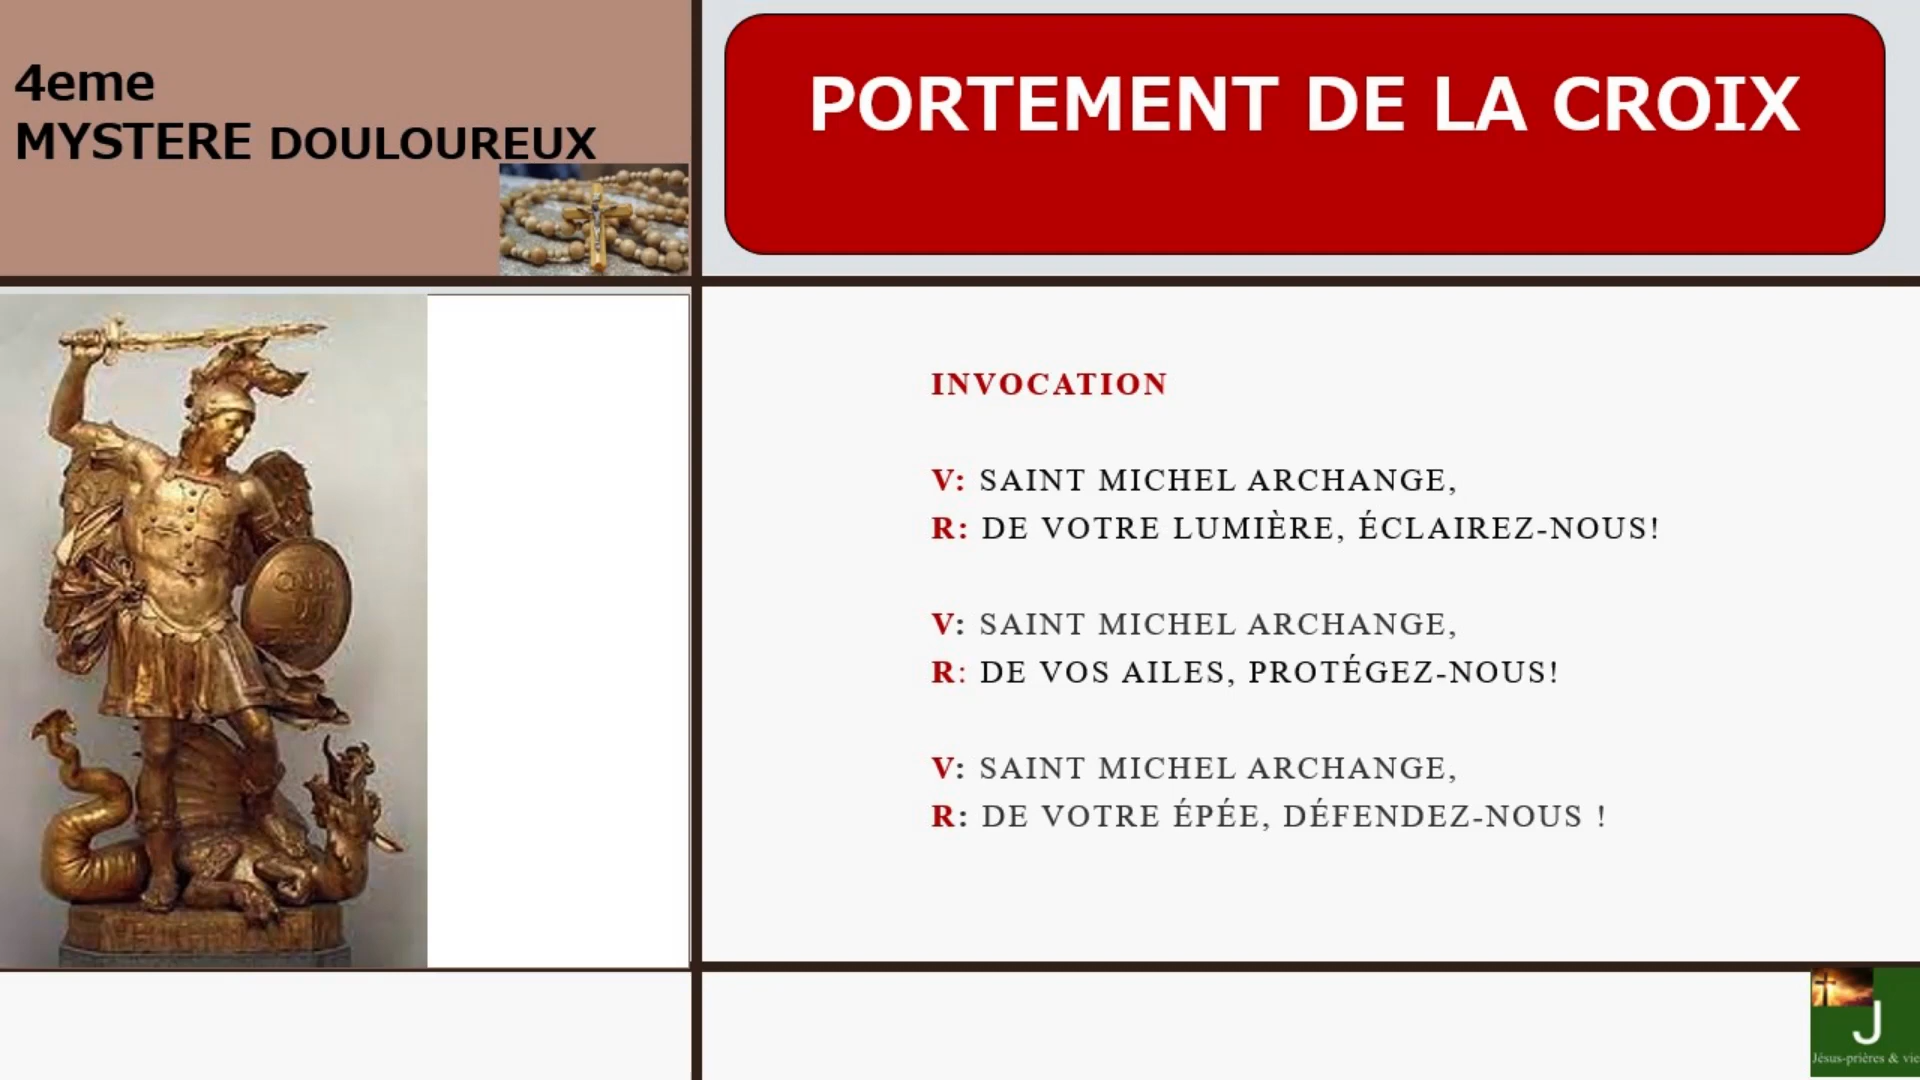 4eme
MYSTERE DOULOUREUX
PORTEMENT DE LA CROIX
INVOCATION
V: SAINT MICHEL ARCHANGE,
R: DE VOTRE LUMIÈRE, ÉCLAIREZ-NOUS!
V: SAINT MICHEL ARCHANGE,
R: DE VOS AILES, PROTÉGEZ-NOUS!
V: SAINT MICHEL ARCHANGE,
R: DE VOTRE ÉPÉE, DÉFENDEZ-NOUS !
J
Jésus-prières & vie